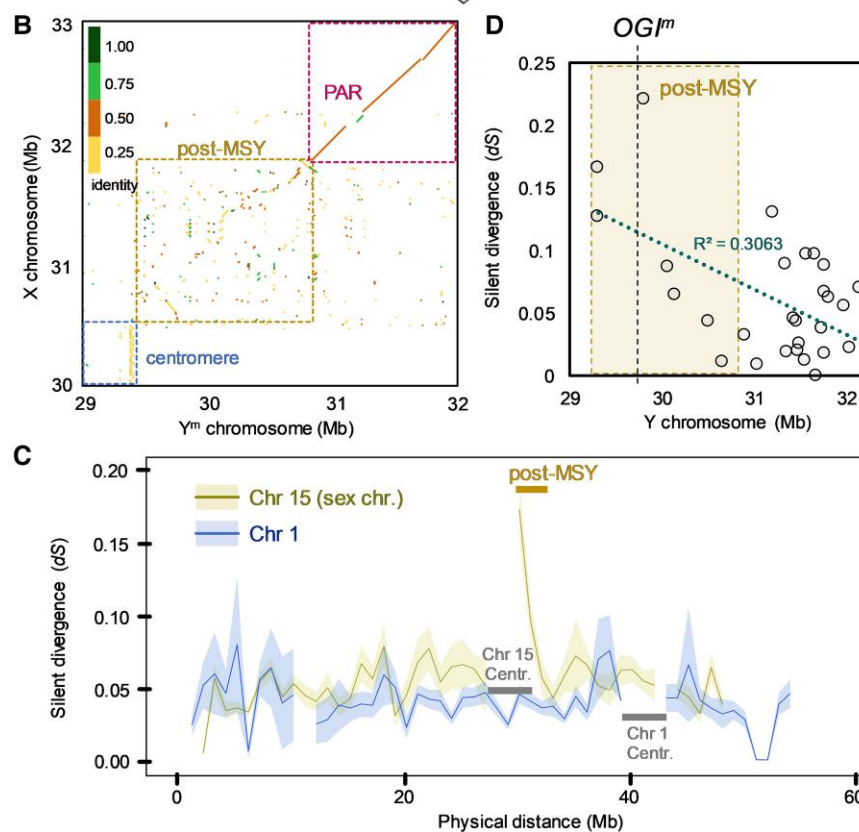 B
33
32
31
30
X chromosome (Mb)
1.00
0.75
0.50
0.25
identity
PAR
post-MSY
centromere
29
30
31
32
Yᵐ chromosome (Mb)
D
OGIᵐ
0.25
0.2
0.15
0.1
0.05
0
Silent divergence (dS)
post-MSY
R² = 0.3063
29
30
31
32
Y chromosome (Mb)
C
0.20
0.15
0.10
0.05
0.00
Silent divergence (dS)
Chr 15 (sex chr.)
Chr 1
post-MSY
Chr 15
Centr.
Chr 1
Centr.
0
20
40
60
Physical distance (Mb)